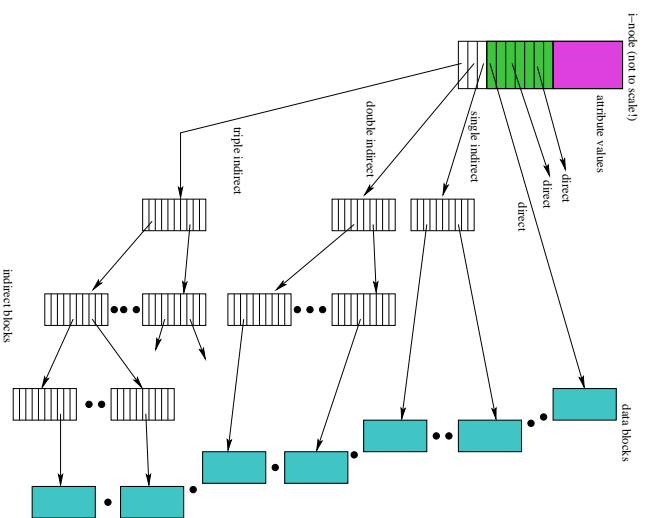 i-node (not to scale!)
attribute values
direct
direct
direct
single indirect
double indirect
triple indirect
data blocks
indirect blocks